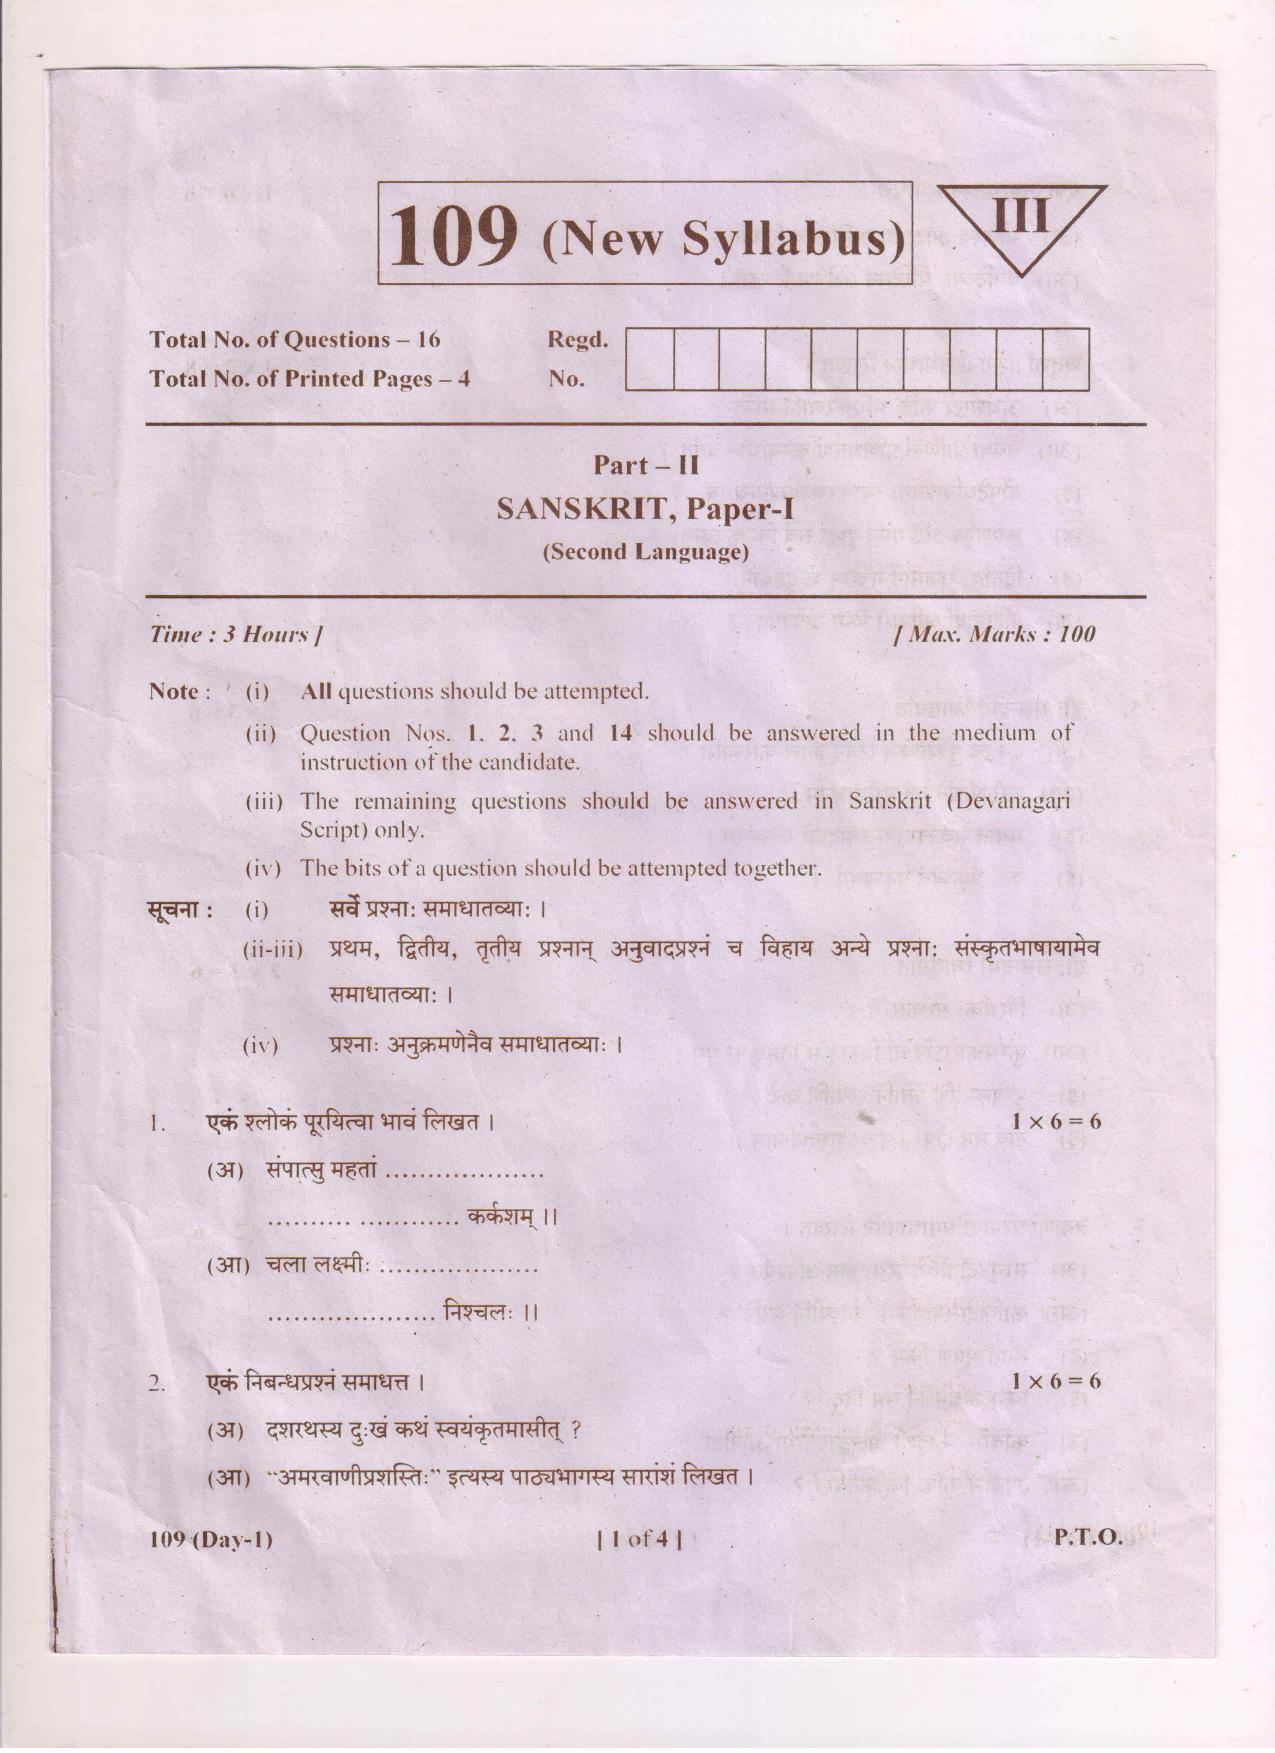 109 (New Syllabus)
III
Total No. of Questions – 16
Total No. of Printed Pages – 4
Regd.
No.
Part – II
SANSKRIT, Paper-I
(Second Language)
Time : 3 Hours ]
[ Max. Marks : 100
Note : (i) All questions should be attempted.
(ii) Question Nos. 1, 2, 3 and 14 should be answered in the medium of
instruction of the candidate.
(iii) The remaining questions should be answered in Sanskrit (Devanagari
Script) only.
(iv) The bits of a question should be attempted together.
सूचना : (i) सर्वे प्रश्नाः समाधातव्याः ।
(ii-iii) प्रथम, द्वितीय, तृतीय प्रश्नान् अनुवादप्रश्नं च विहाय अन्ये प्रश्नाः संस्कृतभाषायामेव
समाधातव्याः ।
(iv) प्रश्नाः अनुक्रमणेनैव समाधातव्याः ।
1. एकं श्लोकं पूरयित्वा भावं लिखत । 1 × 6 = 6
(अ) संपात्सु महतां ...................
.......... ............ कर्कशम् ।।
(आ) चला लक्ष्मीः ...................
.................... निश्चलः ।।
2. एकं निबन्धप्रश्नं समाधत्त । 1 × 6 = 6
(अ) दशरथस्य दुःखं कथं स्वयंकृतमासीत् ?
(आ) “अमरवाणीप्रशस्तिः” इत्यस्य पाठ्यभागस्य सारांशं लिखत ।
109 (Day-1)
[ 1 of 4 ]
P.T.O.